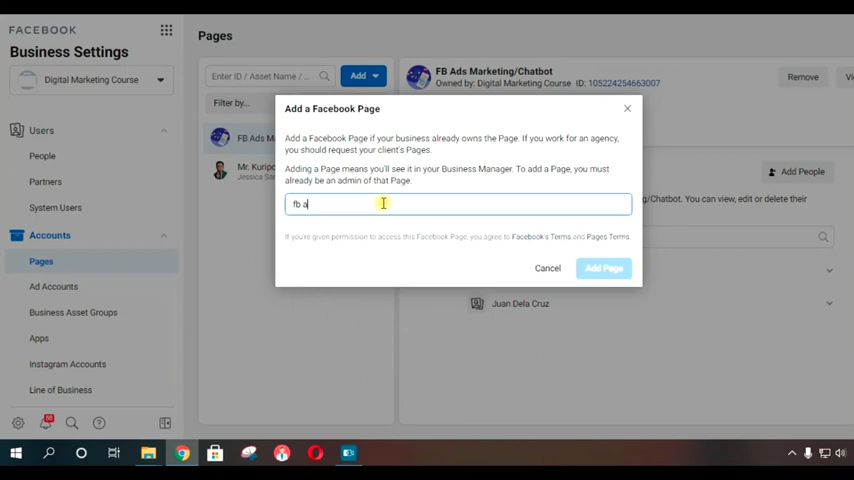 FACEBOOK
Business Settings
Digital Marketing Course
Users
People
Partners
System Users
Accounts
Pages
Ad Accounts
Business Asset Groups
Apps
Instagram Accounts
Line of Business
Pages
Enter ID / Asset Name / ...
Add
Filter by...
FB Ads M
Mr. Kuripo
Jessica Sar
FB Ads Marketing/Chatbot
Owned by: Digital Marketing Course ID: 105224254663007
Remove
Add People
g/Chatbot. You can view, edit or delete their
Juan Dela Cruz
Add a Facebook Page
Add a Facebook Page if your business already owns the Page. If you work for an agency,
you should request your client's Pages.
Adding a Page means you'll see it in your Business Manager. To add a Page, you must
already be an admin of that Page.
fb a
If you're given permission to access this Facebook Page, you agree to Facebook's Terms and Pages Terms.
Cancel
Add Page